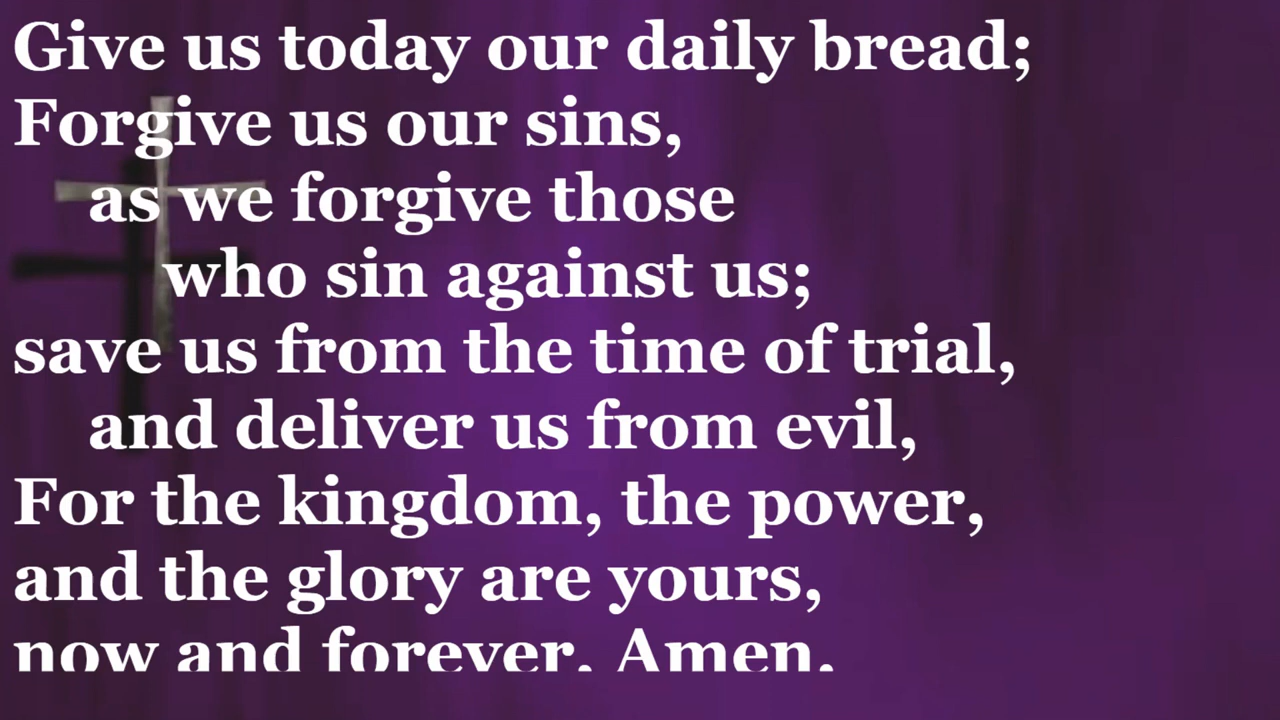 Give us today our daily bread;
Forgive us our sins,
as we forgive those
who sin against us;
save us from the time of trial,
and deliver us from evil,
For the kingdom, the power,
and the glory are yours,
now and forever. Amen.